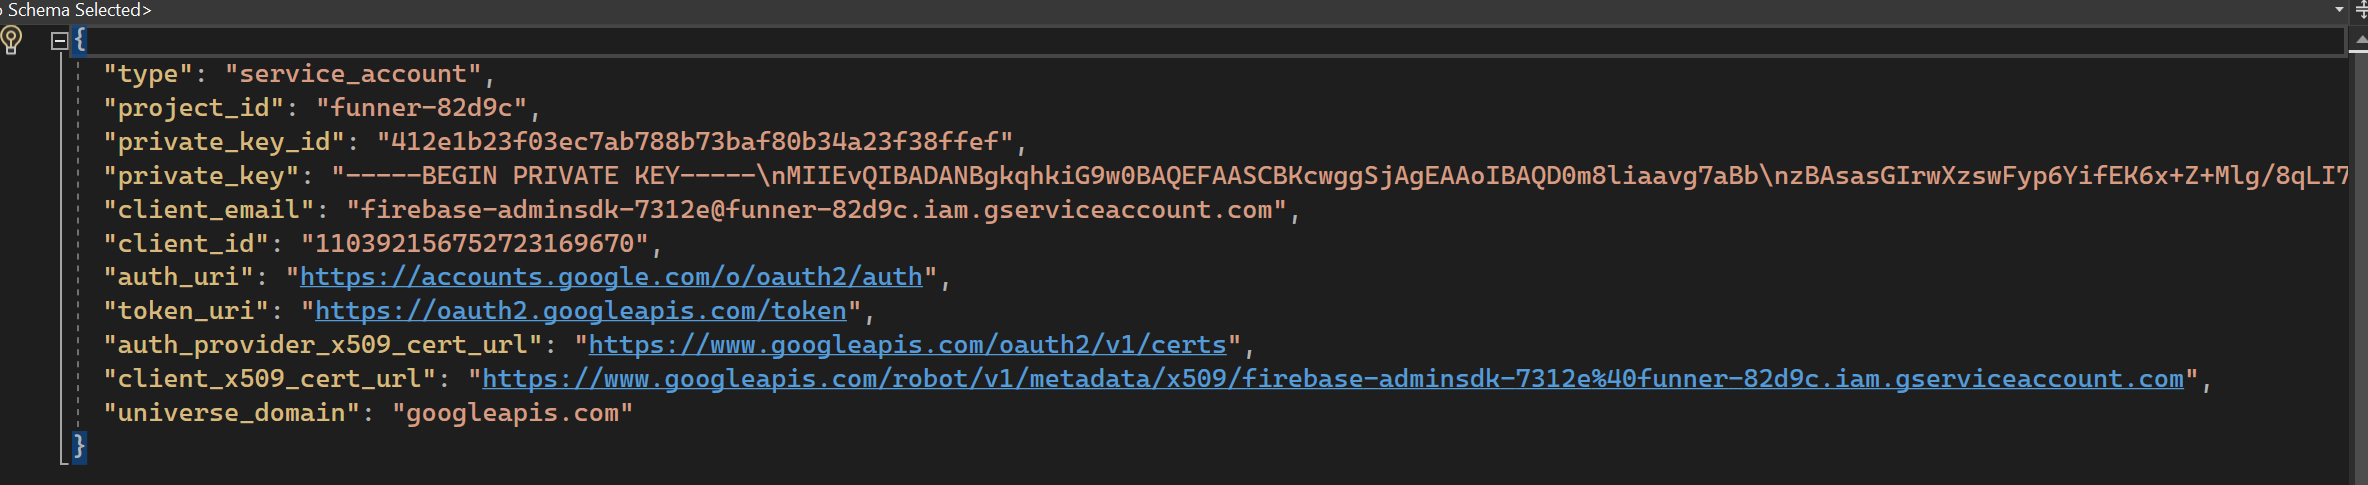 o Schema Selected>
{
"type": "service_account",
"project_id": "funner-82d9c",
"private_key_id": "412e1b23f03ec7ab788b73baf80b34a23f38ffef",
"private_key": "-----BEGIN PRIVATE KEY-----\nMIIEvQIBADANBgkqhkiG9w0BAQEFAASCBKcwggSjAgEAAoIBAQD0m8liaavg7aBb\nzBAsasGIrwXzswFyp6YifEK6x+Z+Mlg/8qLI7
"client_email": "firebase-adminsdk-7312e@funner-82d9c.iam.gserviceaccount.com",
"client_id": "110392156752723169670",
"auth_uri": "https://accounts.google.com/o/oauth2/auth",
"token_uri": "https://oauth2.googleapis.com/token",
"auth_provider_x509_cert_url": "https://www.googleapis.com/oauth2/v1/certs",
"client_x509_cert_url": "https://www.googleapis.com/robot/v1/metadata/x509/firebase-adminsdk-7312e%40funner-82d9c.iam.gserviceaccount.com",
"universe_domain": "googleapis.com"
}